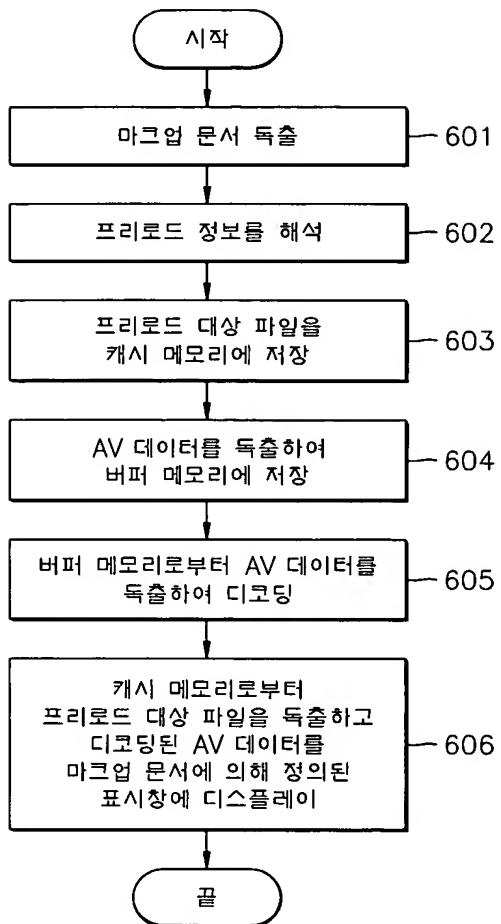 시작
마크업 문서 독출
601
프리로드 정보를 해석
602
프리로드 대상 파일을
캐시 메모리에 저장
603
AV 데이터를 독출하여
버퍼 메모리에 저장
604
버퍼 메모리로부터 AV 데이터를
독출하여 디코딩
605
캐시 메모리로부터
프리로드 대상 파일을 독출하고
디코딩된 AV 데이터를
마크업 문서에 의해 정의된
표시창에 디스플레이
606
끝